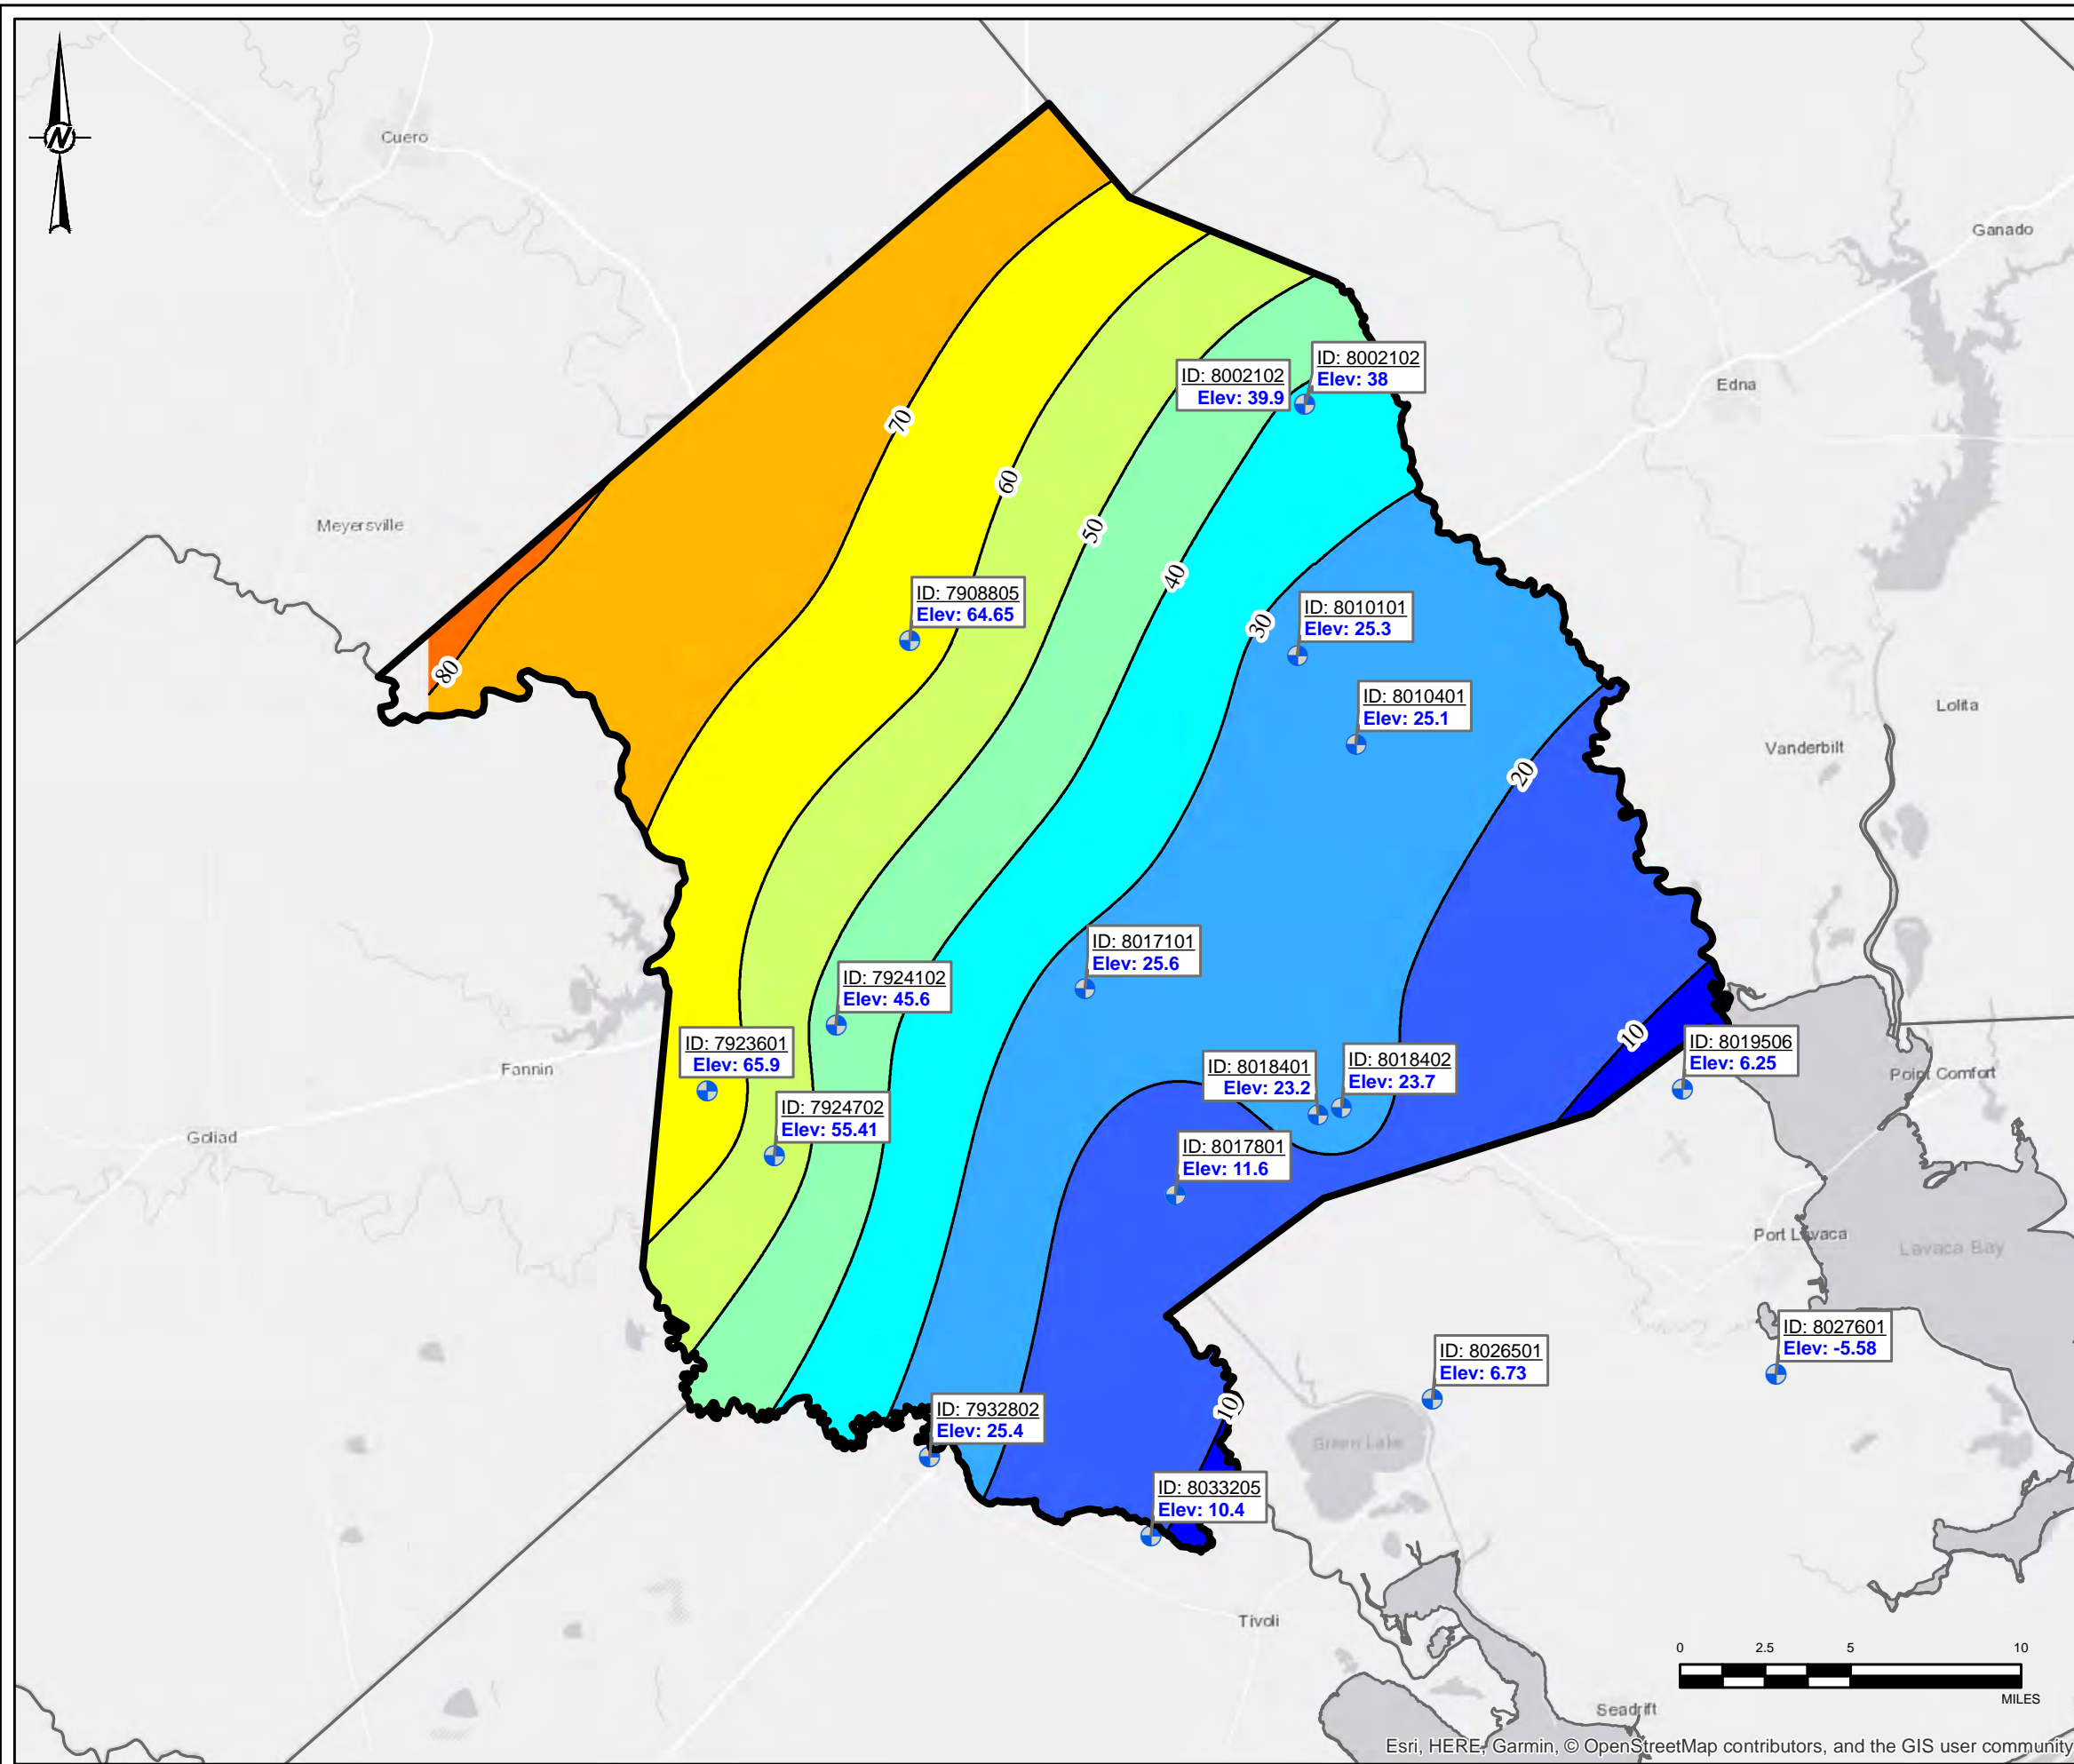 N
Cuero
Ganado
ID: 8002102
Elev: 38
ID: 8002102
Elev: 39.9
Edna
70
60
Meyersville
50
40
ID: 7908805
Elev: 64.65
30
ID: 8010101
Elev: 25.3
80
ID: 8010401
Elev: 25.1
Lolita
Vanderbilt
20
ID: 8017101
Elev: 25.6
ID: 7924102
Elev: 45.6
10
ID: 7923601
Elev: 65.9
ID: 8018401
Elev: 23.2
ID: 8018402
Elev: 23.7
ID: 8019506
Elev: 6.25
Fannin
Point Comfort
ID: 7924702
Elev: 55.41
Goliad
ID: 8017801
Elev: 11.6
Port Lavaca
Lavaca Bay
ID: 8027601
Elev: -5.58
ID: 8026501
Elev: 6.73
10
ID: 7932802
Elev: 25.4
Green Lake
ID: 8033205
Elev: 10.4
Tivoli
0 2.5 5 10
MILES
Seadrift
Esri, HERE, Garmin, © OpenStreetMap contributors, and the GIS user community